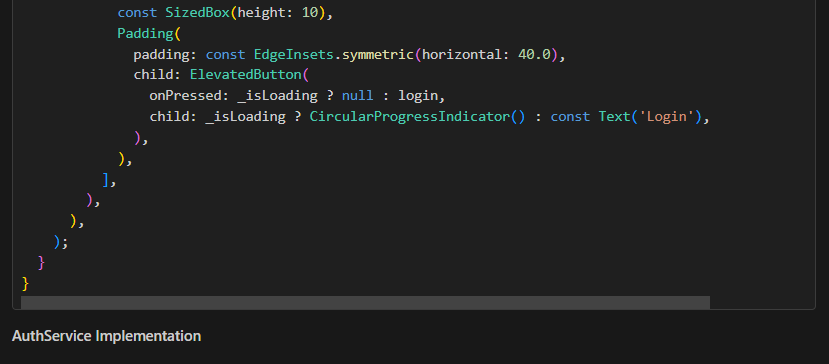 const SizedBox(height: 10),
Padding(
padding: const EdgeInsets.symmetric(horizontal: 40.0),
child: ElevatedButton(
onPressed: _isLoading ? null : login,
child: _isLoading ? CircularProgressIndicator() : const Text('Login'),
),
),
],
),
),
);
}
}
AuthService Implementation